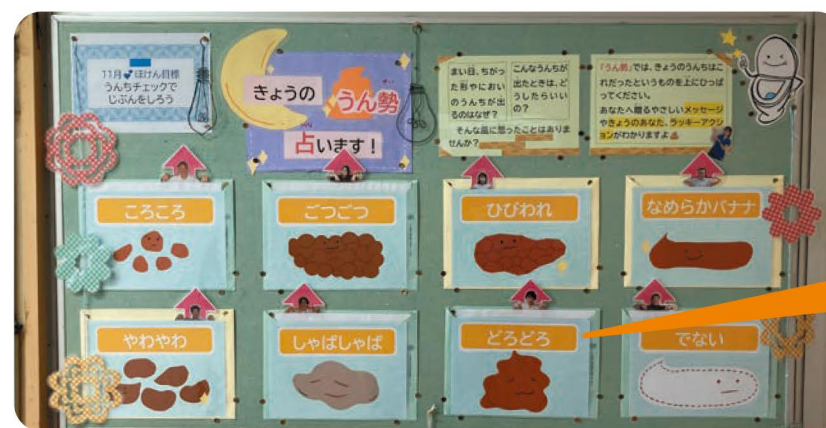 11月 ほけん目標
うんちチェックで
じぶんをしろう
きょうの
うん勢
占います!
まい日、ちがっ
た形やにおい
のうんちが出
るのはなぜ?
こんなうんちが
出たときは、ど
うしたらいい
の?
そんな風に思ったことはありま
せんか?
「うん勢」では、きょうのうんちはこ
れだったというものを上にひっぱ
ってください。
あなたへ贈るやさしいメッセージ
やきょうのあなた、ラッキーアクシ
ョンがわかりますよ
ころころ
ごつごつ
ひびわれ
なめらかバナナ
やわやわ
しゃばしゃば
どろどろ
でない